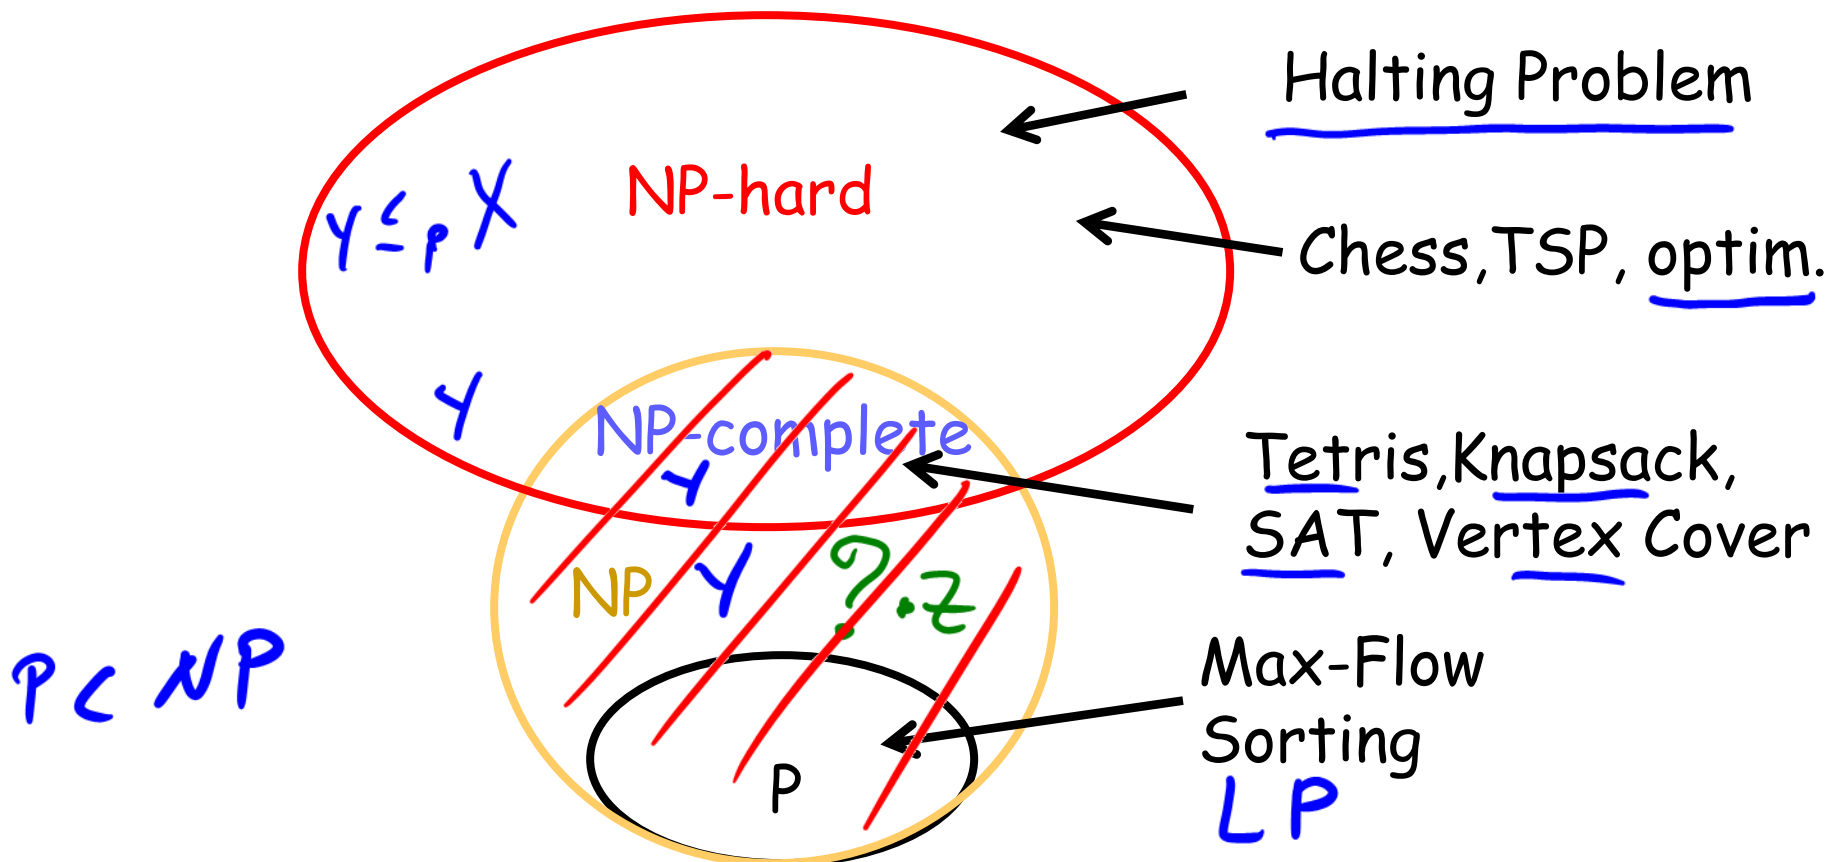 Halting Problem
NP-hard
Y ≤p X
Chess,TSP, optim.
Y
NP-complete
Y
Tetris,Knapsack,
SAT, Vertex Cover
NP Y ? .Z
P ⊂ NP
Max-Flow
Sorting
P
LP